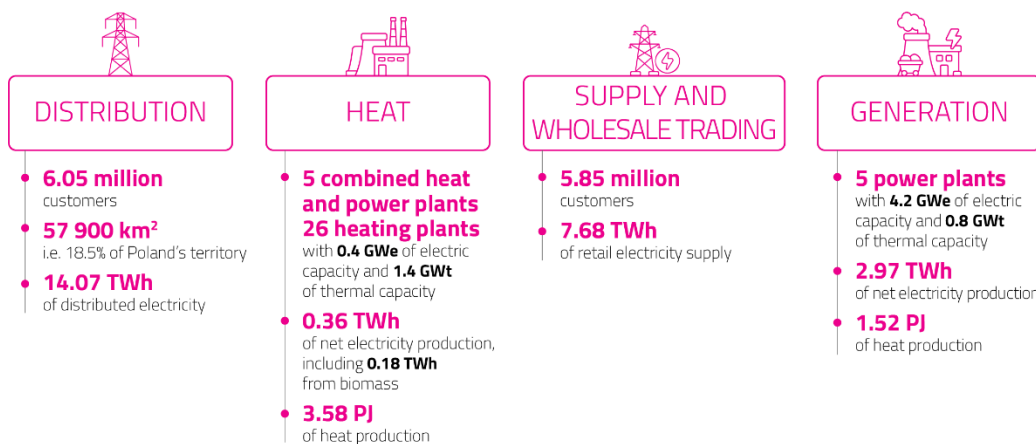 DISTRIBUTION
6.05 million
customers
57 900 km²
i.e. 18.5% of Poland's territory
14.07 TWh
of distributed electricity
HEAT
5 combined heat
and power plants
26 heating plants
with 0.4 GWe of electric
capacity and 1.4 GWt
of thermal capacity
0.36 TWh
of net electricity production,
including 0.18 TWh
from biomass
3.58 PJ
of heat production
SUPPLY AND
WHOLESALE TRADING
5.85 million
customers
7.68 TWh
of retail electricity supply
GENERATION
5 power plants
with 4.2 GWe of electric
capacity and 0.8 GWt
of thermal capacity
2.97 TWh
of net electricity production
1.52 PJ
of heat production